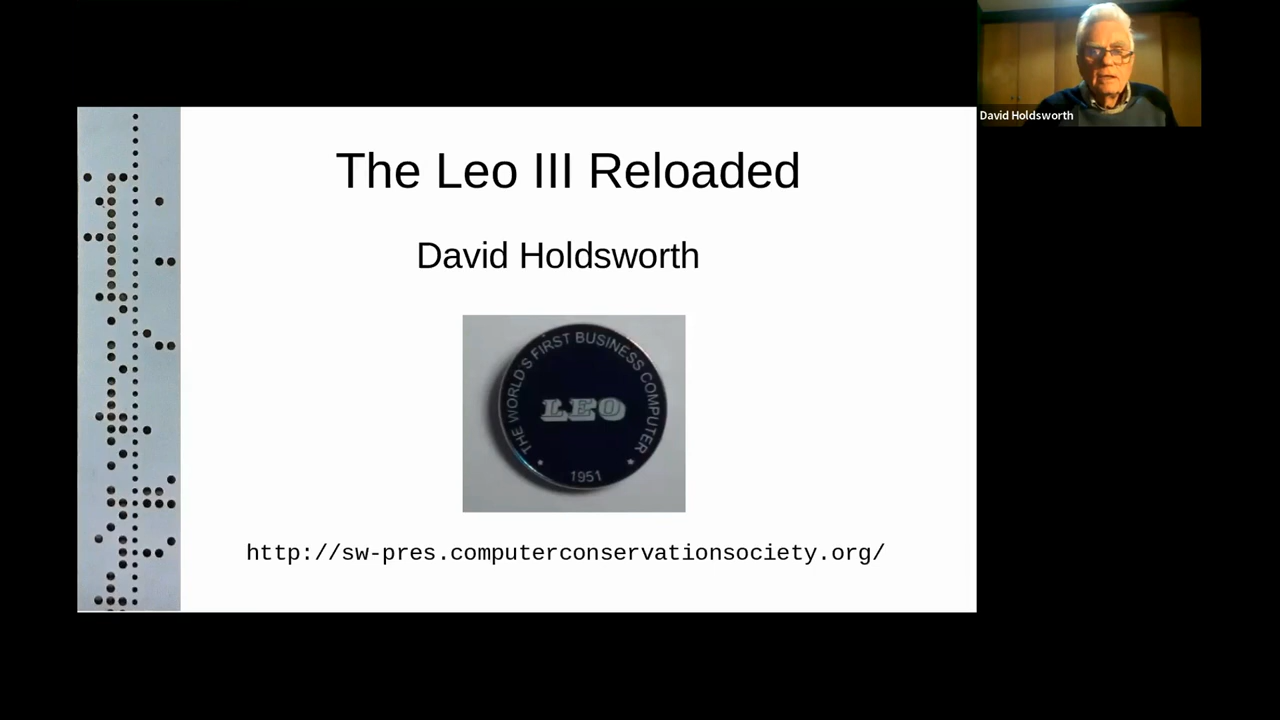 The Leo III Reloaded
David Holdsworth
David Holdsworth
THE WORLD'S FIRST BUSINESS COMPUTER
LEO
1951
http://sw-pres.computerconservationsociety.org/